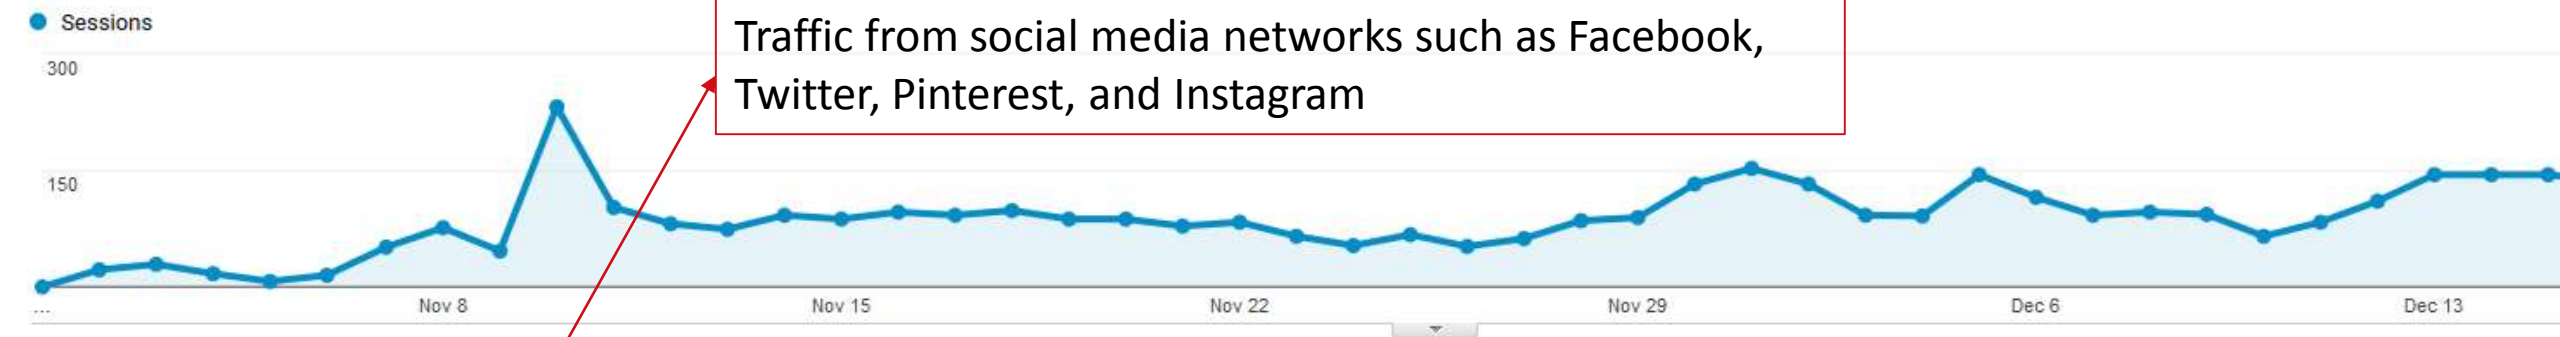 Sessions
300
150
Traffic from social media networks such as Facebook,
Twitter, Pinterest, and Instagram
...
Nov 8
Nov 15
Nov 22
Nov 29
Dec 6
Dec 13